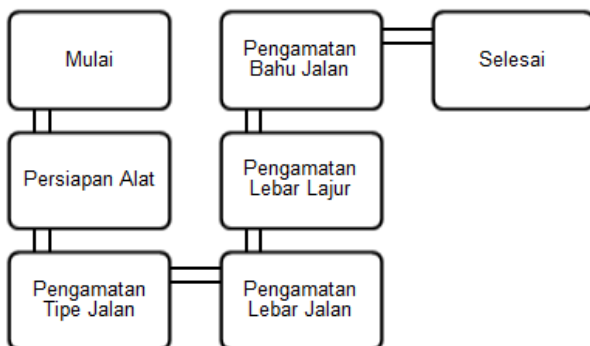 Mulai
Persiapan Alat
Pengamatan
Tipe Jalan
Pengamatan
Lebar Jalan
Pengamatan
Lebar Lajur
Pengamatan
Bahu Jalan
Selesai